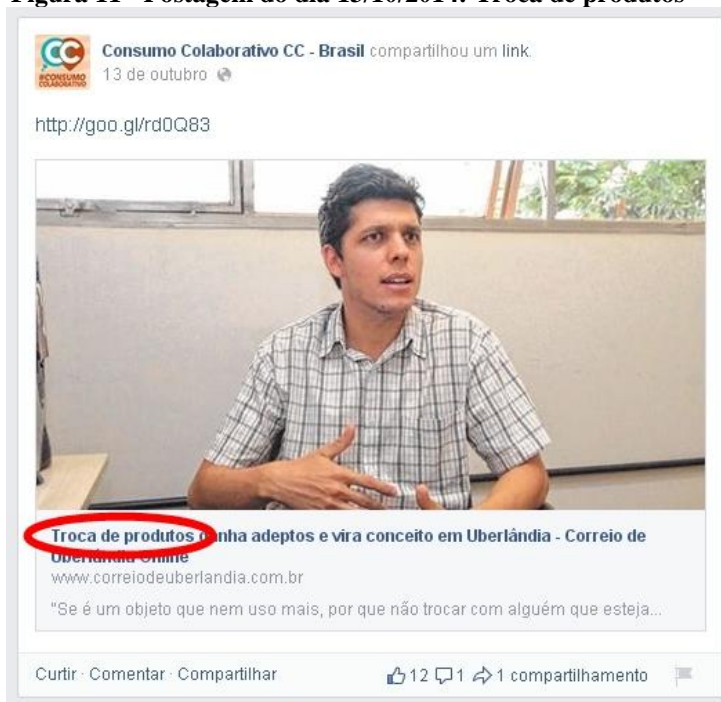 Figura 11 - Postagem do dia 13/10/2014: Troca de produtos
CC
#CONSUMO
COLABORATIVO
Consumo Colaborativo CC - Brasil compartilhou um link.
13 de outubro
http://goo.gl/rd0Q83
Troca de produtos ganha adeptos e vira conceito em Uberlândia - Correio de
Uberlândia Online
www.correiodeuberlandia.com.br
"Se é um objeto que nem uso mais, por que não trocar com alguém que esteja...
Curtir · Comentar · Compartilhar 12 1 1 compartilhamento